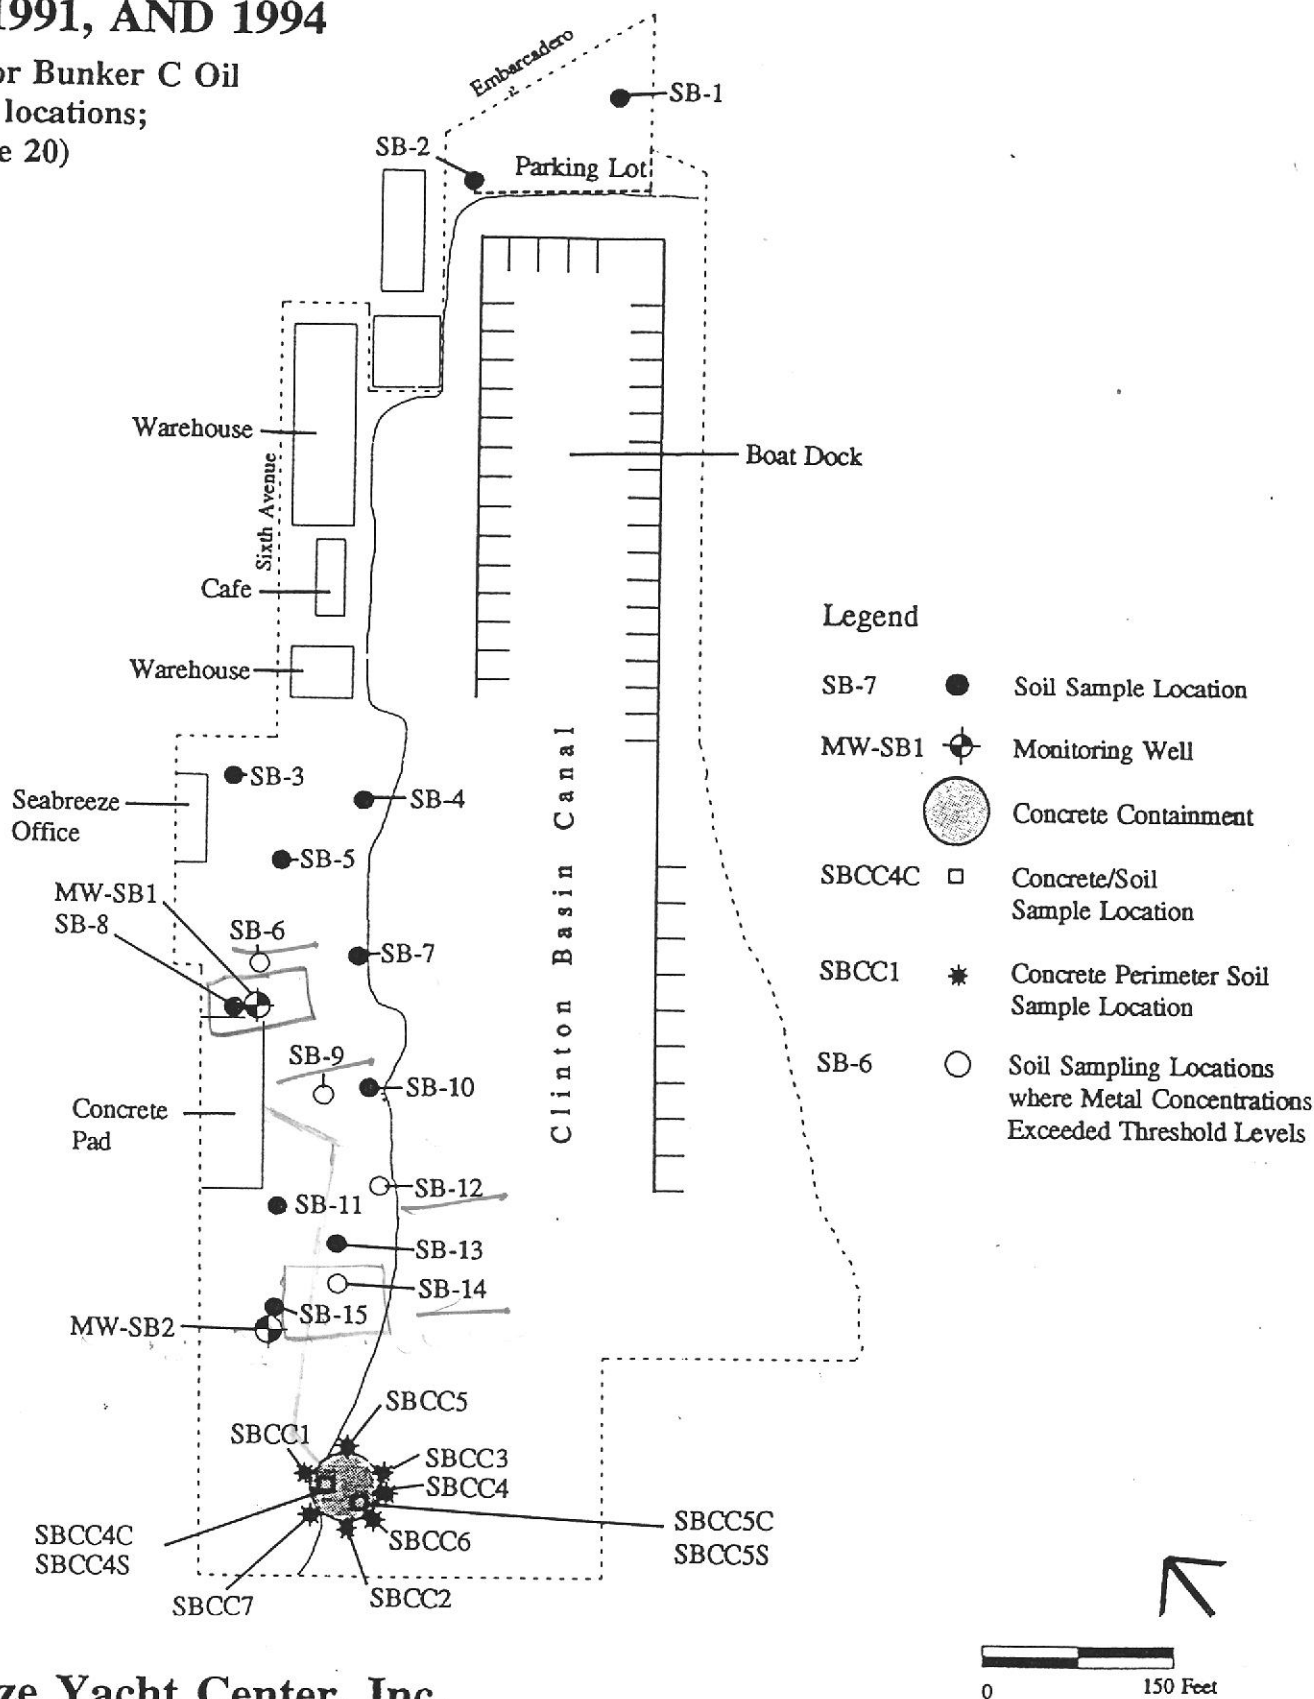 1991, AND 1994
or Bunker C Oil
locations;
e 20)
Embarcadero
SB-1
SB-2
Parking Lot
Warehouse
Sixth Avenue
Boat Dock
Cafe
Warehouse
Clinton Basin Canal
SB-3
Seabreeze
Office
SB-4
SB-5
MW-SB1
SB-8
SB-6
SB-7
SB-9
SB-10
Concrete
Pad
SB-12
SB-11
SB-13
SB-14
SB-15
MW-SB2
SBCC5
SBCC1
SBCC3
SBCC4
SBCC4C
SBCC4S
SBCC6
SBCC5C
SBCC5S
SBCC7
SBCC2
Legend
SB-7 Soil Sample Location
MW-SB1 Monitoring Well
Concrete Containment
SBCC4C Concrete/Soil
Sample Location
SBCC1 Concrete Perimeter Soil
Sample Location
SB-6 Soil Sampling Locations
where Metal Concentrations
Exceeded Threshold Levels
0 150 Feet
ze Yacht Center, Inc